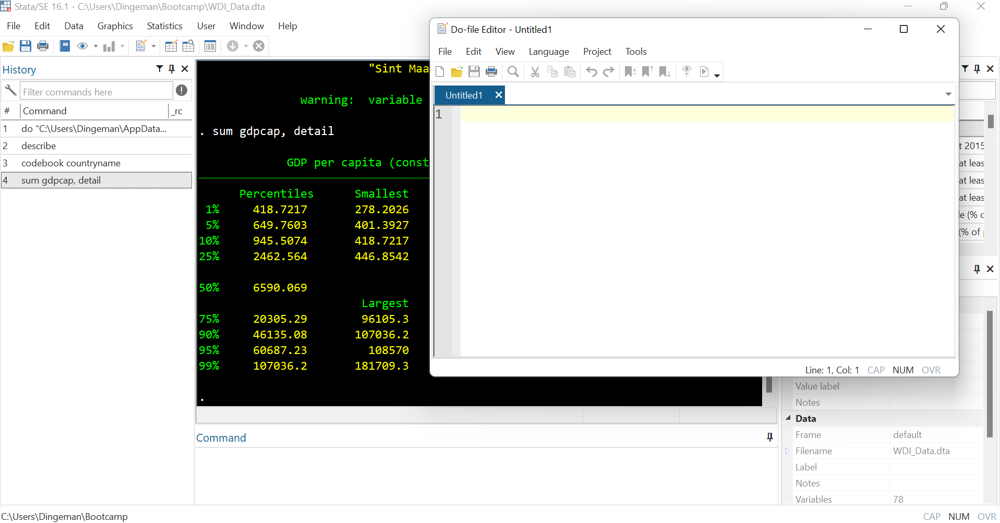 Stata/SE 16.1 - C:\Users\Dingeman\Bootcamp\WDI_Data.dta
File Edit Data Graphics Statistics User Window Help
History
Filter commands here
# Command _rc
1 do "C:\Users\Dingeman\AppData...
2 describe
3 codebook countryname
4 sum gdpcap, detail
"Sint Maa
warning: variable
. sum gdpcap, detail
GDP per capita (const
Percentiles Smallest
1% 418.7217 278.2026
5% 649.7603 401.3927
10% 945.5074 418.7217
25% 2462.564 446.8542
50% 6590.069
Largest
75% 20305.29 96105.3
90% 46135.08 107036.2
95% 60687.23 108570
99% 107036.2 181709.3
.
Do-file Editor - Untitled1
File Edit View Language Project Tools
Untitled1
1
Line: 1, Col: 1 CAP NUM OVR
t 2015
at leas
at leas
at leas
le (% c
(% of
Value label
Notes
Data
Frame default
Filename WDI_Data.dta
Label
Notes
Variables 78
Command
C:\Users\Dingeman\Bootcamp
CAP NUM OVR